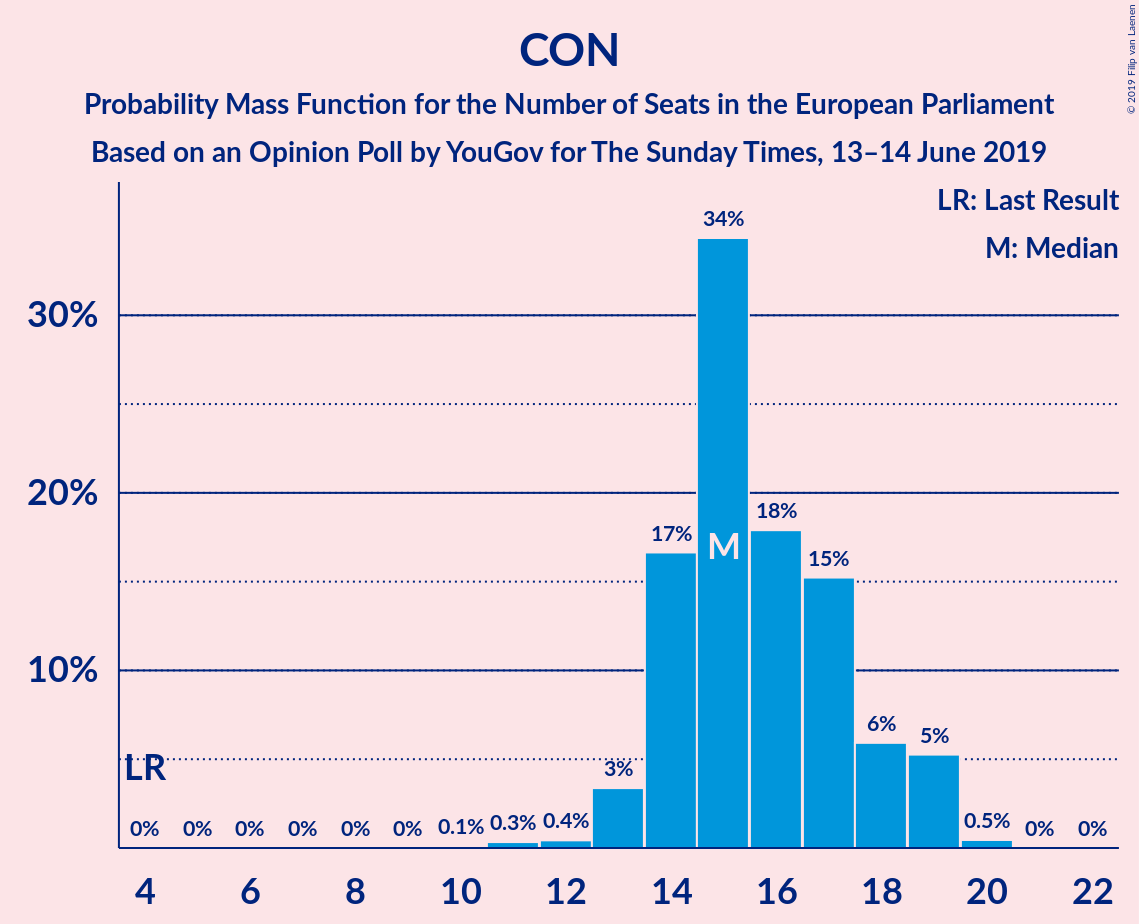 CON
Probability Mass Function for the Number of Seats in the European Parliament
Based on an Opinion Poll by YouGov for The Sunday Times, 13–14 June 2019
© 2019 Filip van Laenen
LR: Last Result
M: Median
30%
20%
10%
34%
17%
M
18%
15%
6%
5%
LR
3%
0% 0% 0% 0% 0% 0% 0.1% 0.3% 0.4% 0.5% 0% 0%
4 6 8 10 12 14 16 18 20 22